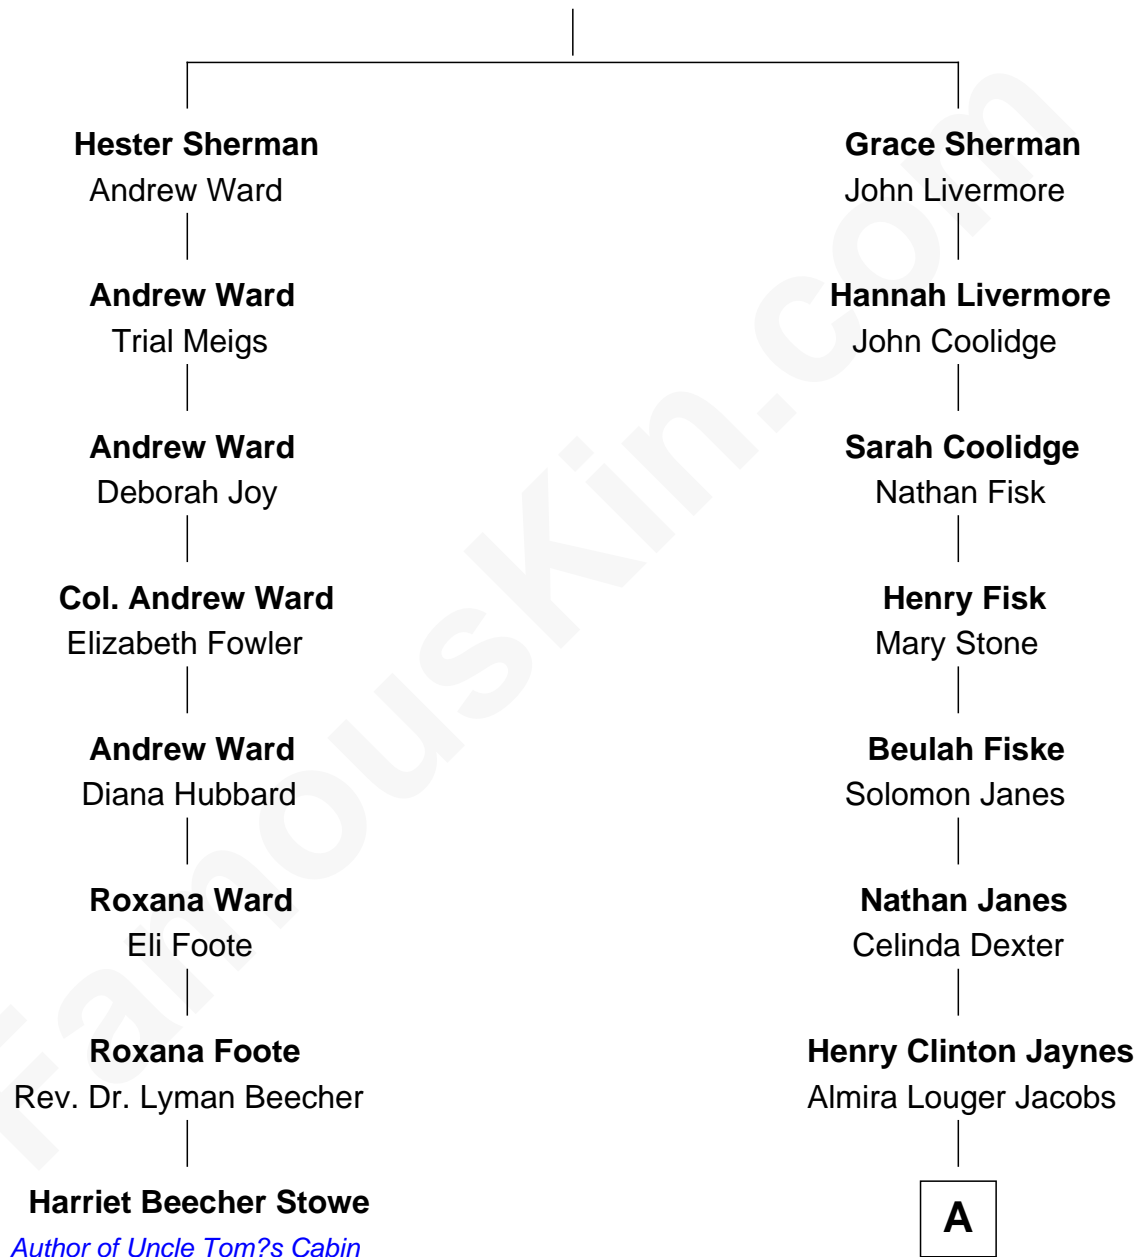 Hester Sherman
Andrew Ward
Andrew Ward
Trial Meigs
Andrew Ward
Deborah Joy
Col. Andrew Ward
Elizabeth Fowler
Andrew Ward
Diana Hubbard
Roxana Ward
Eli Foote
Roxana Foote
Rev. Dr. Lyman Beecher
Harriet Beecher Stowe
Author of Uncle Tom?s Cabin
Grace Sherman
John Livermore
Hannah Livermore
John Coolidge
Sarah Coolidge
Nathan Fisk
Henry Fisk
Mary Stone
Beulah Fiske
Solomon Janes
Nathan Janes
Celinda Dexter
Henry Clinton Jaynes
Almira Louger Jacobs
A
FamousKin.com